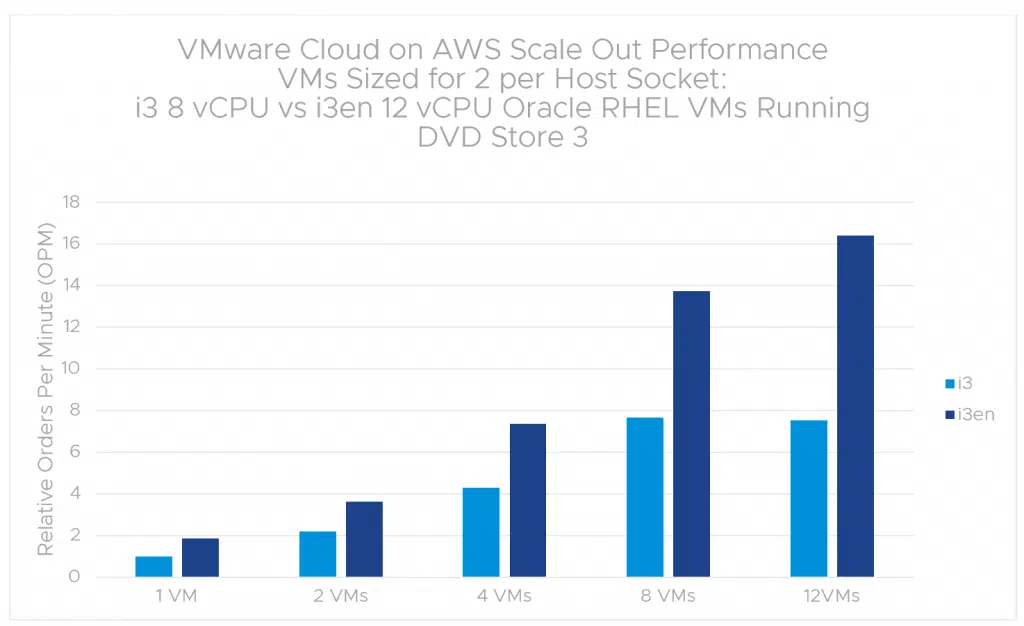 VMware Cloud on AWS Scale Out Performance
VMs Sized for 2 per Host Socket:
i3 8 vCPU vs i3en 12 vCPU Oracle RHEL VMs Running
DVD Store 3
Relative Orders Per Minute (OPM)
18
16
14
12
10
8
6
4
2
0
1 VM
2 VMs
4 VMs
8 VMs
12VMs
i3
i3en